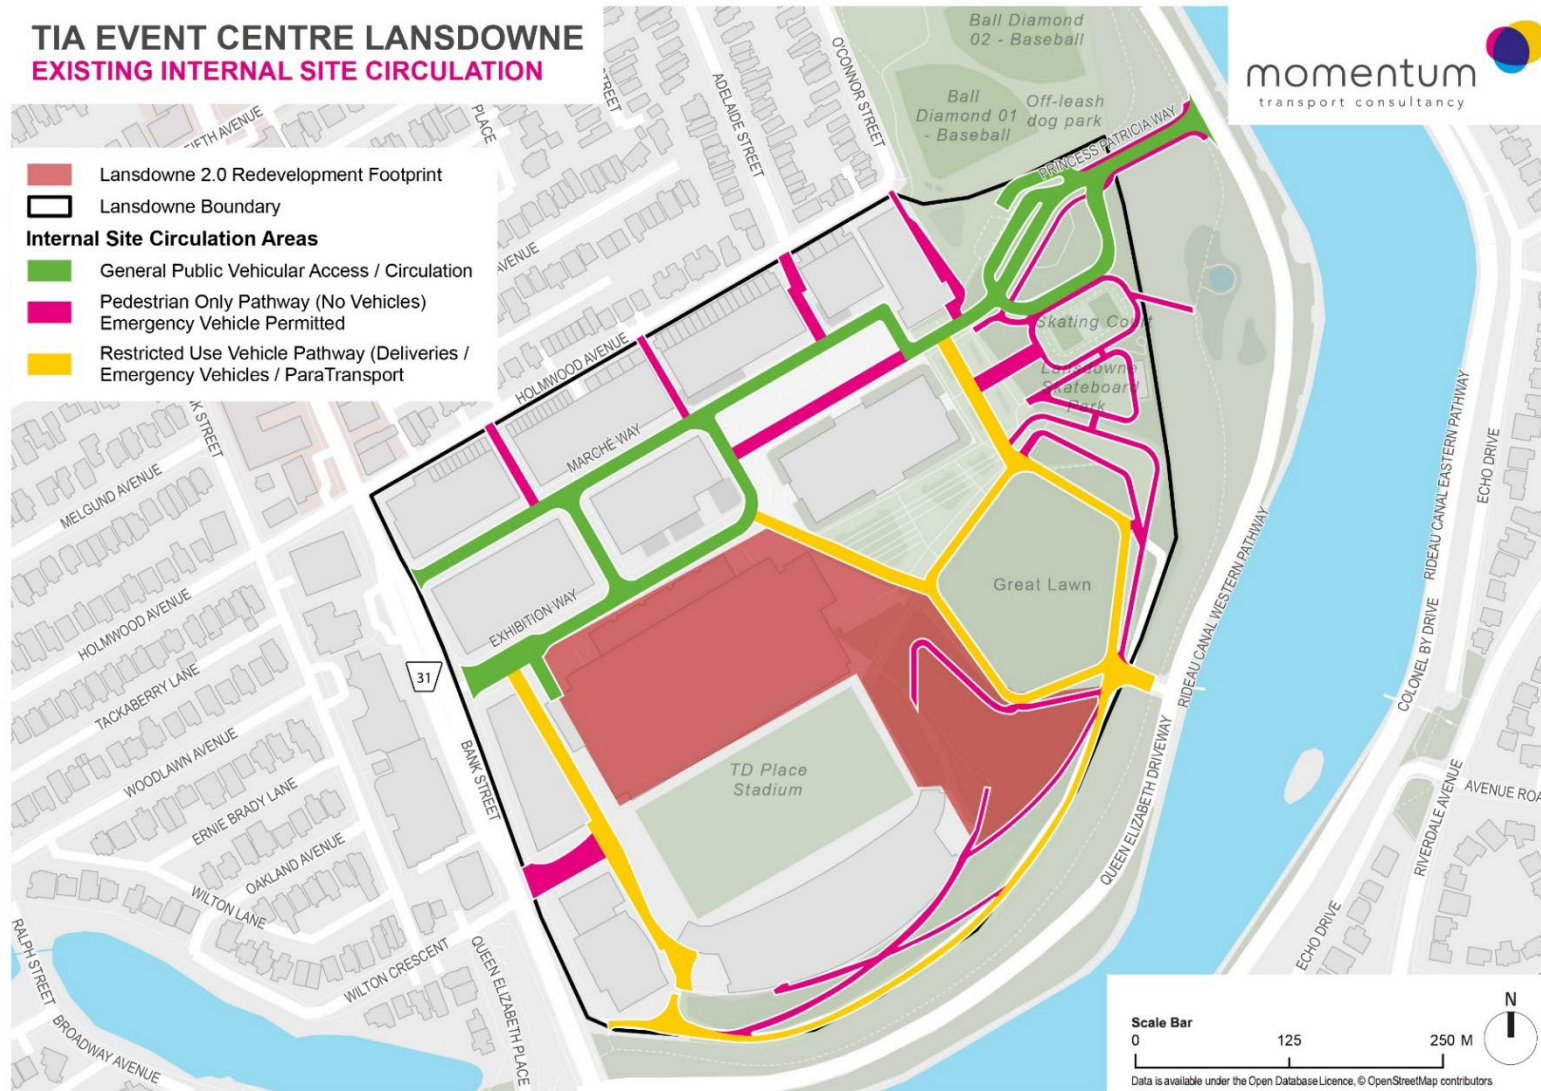 TIA EVENT CENTRE LANSDOWNE
EXISTING INTERNAL SITE CIRCULATION
momentum
transport consultancy
Lansdowne 2.0 Redevelopment Footprint
Lansdowne Boundary
Internal Site Circulation Areas
General Public Vehicular Access / Circulation
Pedestrian Only Pathway (No Vehicles)
Emergency Vehicle Permitted
Restricted Use Vehicle Pathway (Deliveries /
Emergency Vehicles / ParaTransport
FIFTH AVENUE
PLACE
STREET
ADELAIDE STREET
O'CONNOR STREET
Ball Diamond
02 - Baseball
Ball
Diamond 01
- Baseball
Off-leash
dog park
PRINCESS PATRICIA WAY
AVENUE
HOLMWOOD AVENUE
Skating Court
Lansdowne
Skateboard
Park
MARCHÉ WAY
EXHIBITION WAY
Great Lawn
TD Place
Stadium
31
BANK STREET
NK STREET
MELGUND AVENUE
HOLMWOOD AVENUE
TACKABERRY LANE
WOODLAWN AVENUE
ERNIE BRADY LANE
OAKLAND AVENUE
WILTON LANE
WILTON CRESCENT
RALPH STREET
BROADWAY AVENUE
QUEEN ELIZABETH PLACE
QUEEN ELIZABETH DRIVEWAY
RIDEAU CANAL WESTERN PATHWAY
RIDEAU CANAL EASTERN PATHWAY
COLONEL BY DRIVE
ECHO DRIVE
ECHO DRIVE
RIVERDALE AVENUE
AVENUE ROA
Scale Bar
0 125 250 M
N
Data is available under the Open Database Licence, © OpenStreetMap contributors